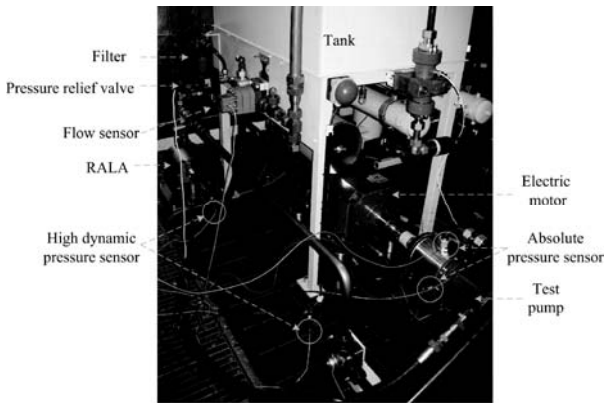 Tank
Filter
Pressure relief valve
Flow sensor
RALA
High dynamic
pressure sensor
Electric
motor
Absolute
pressure sensor
Test
pump